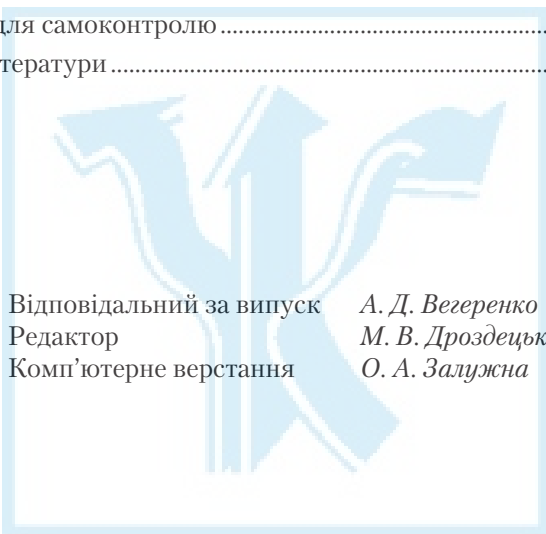 для самоконтролю
тератури
Відповідальний за випуск А. Д. Вегеренко
Редактор М. В. Дроздецьк
Комп’ютерне верстання О. А. Залужна